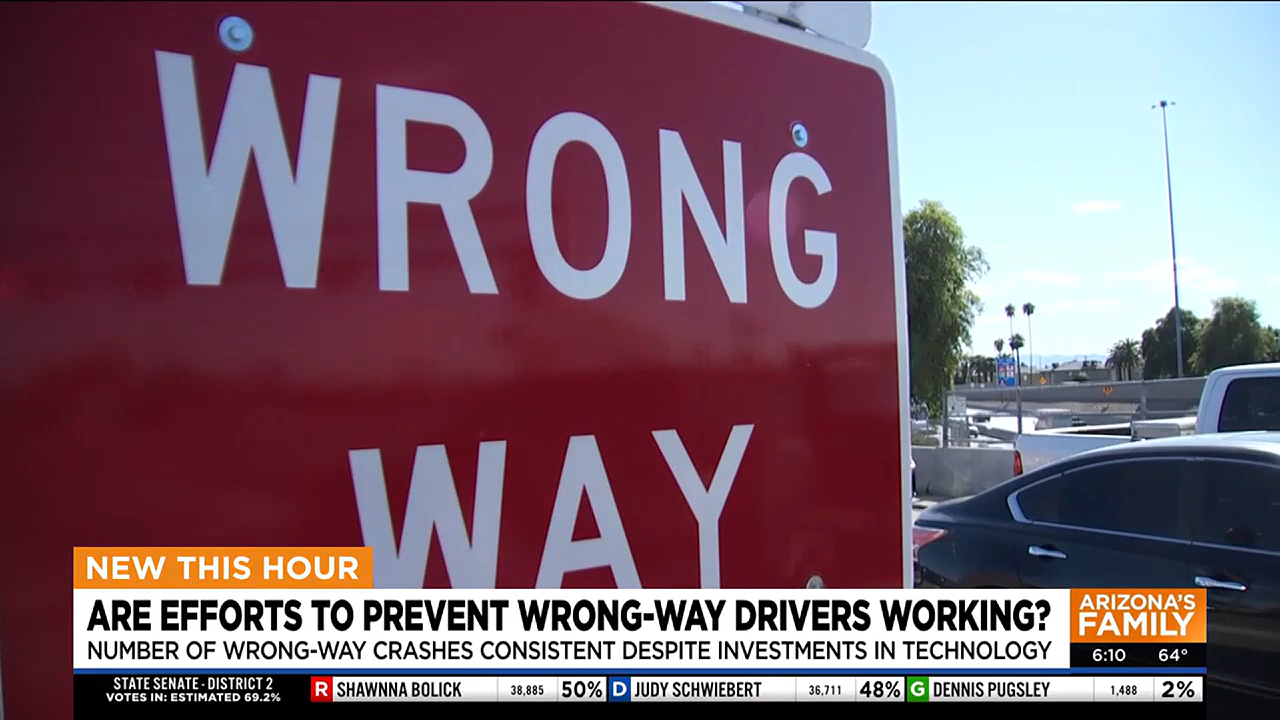 WRONG
WAY
NEW THIS HOUR
ARE EFFORTS TO PREVENT WRONG-WAY DRIVERS WORKING?
NUMBER OF WRONG-WAY CRASHES CONSISTENT DESPITE INVESTMENTS IN TECHNOLOGY
ARIZONA'S
FAMILY
6:10 64°
STATE SENATE - DISTRICT 2
VOTES IN: ESTIMATED 69.2%
R SHAWNNA BOLICK 38,885 50% D JUDY SCHWIEBERT 36,711 48% G DENNIS PUGSLEY 1,488 2%